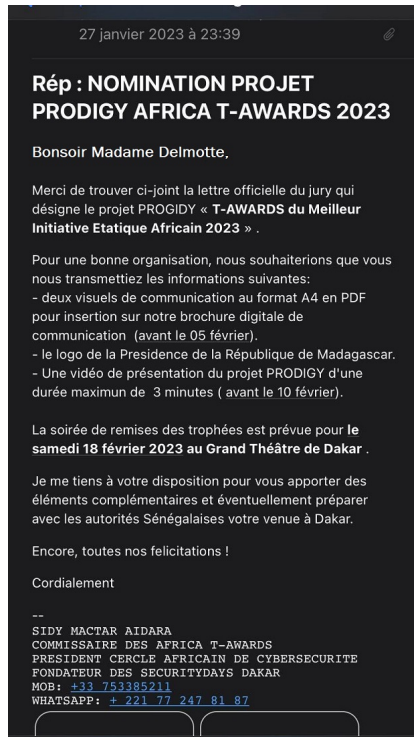 27 janvier 2023 à 23:39
Rép : NOMINATION PROJET
PRODIGY AFRICA T-AWARDS 2023
Bonsoir Madame Delmotte,
Merci de trouver ci-joint la lettre officielle du jury qui
désigne le projet PROGIDY « T-AWARDS du Meilleur
Initiative Etatique Africain 2023 » .
Pour une bonne organisation, nous souhaiterions que vous
nous transmettiez les informations suivantes:
- deux visuels de communication au format A4 en PDF
pour insertion sur notre brochure digitale de
communication (avant le 05 février).
- le logo de la Presidence de la République de Madagascar.
- Une vidéo de présentation du projet PRODIGY d'une
durée maximun de 3 minutes ( avant le 10 février).
La soirée de remises des trophées est prévue pour le
samedi 18 février 2023 au Grand Théâtre de Dakar .
Je me tiens à votre disposition pour vous apporter des
éléments complémentaires et éventuellement préparer
avec les autorités Sénégalaises votre venue à Dakar.
Encore, toutes nos felicitations !
Cordialement
--
SIDY MACTAR AIDARA
COMMISSAIRE DES AFRICA T-AWARDS
PRESIDENT CERCLE AFRICAIN DE CYBERSECURITE
FONDATEUR DES SECURITYDAYS DAKAR
MOB: +33 753385211
WHATSAPP: + 221 77 247 81 87